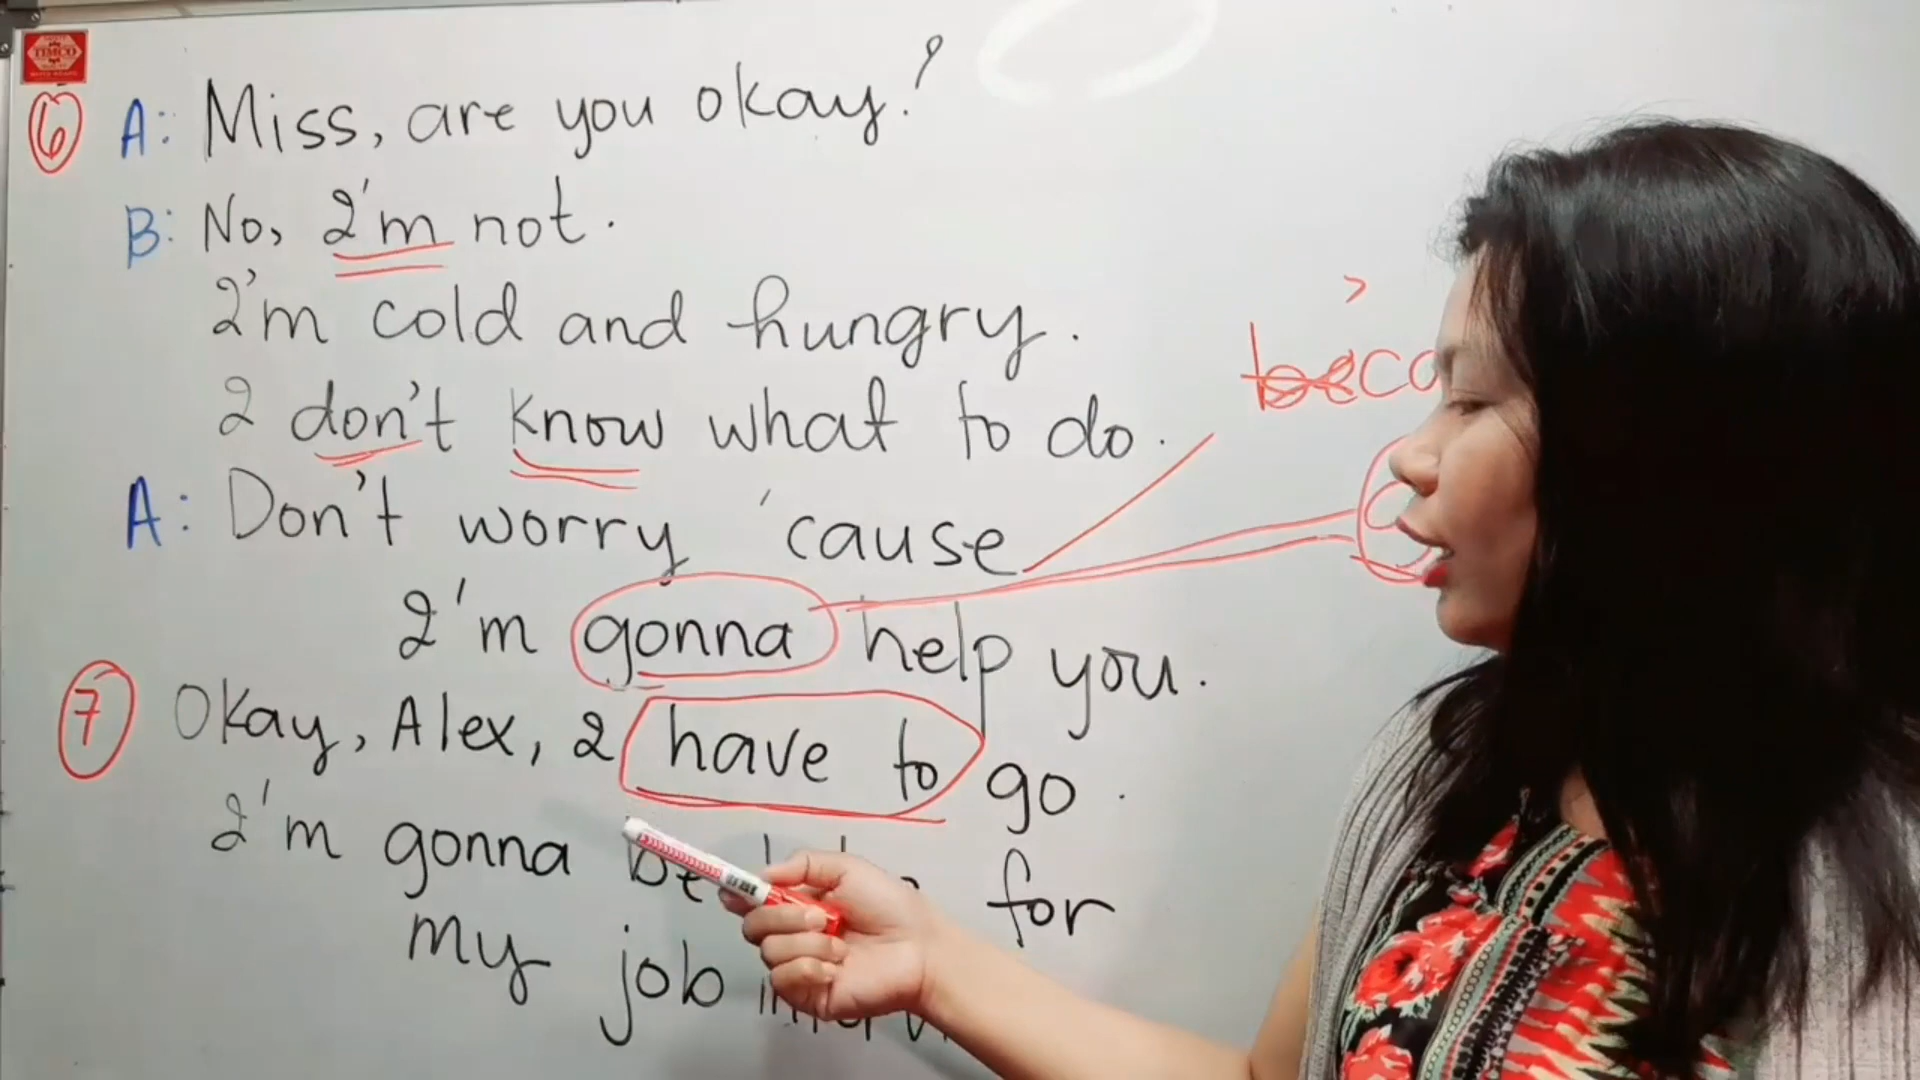 TIMCO
6 A: Miss, are you okay?
B: No, I'm not.
I'm cold and hungry.
I don't know what to do.
A: Don't worry 'cause
I'm gonna help you.
7 Okay, Alex, I have to go.
I'm gonna for
my job